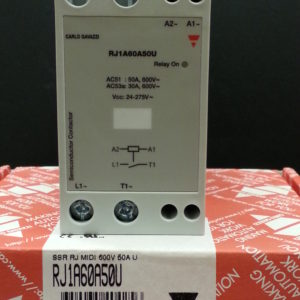 A2~ A1~
CARLO GAVAZZI
RJ1A60A50U
Relay On
AC51 : 50A, 600V~
AC53a: 30A, 600V~
Vcc: 24-275V~
Semiconductor Contactor
A2 A1
L1 T1
L1~ T1~
SSR RJ MIDI 600V 50A U
RJ1A60A50U
AUTOMATION